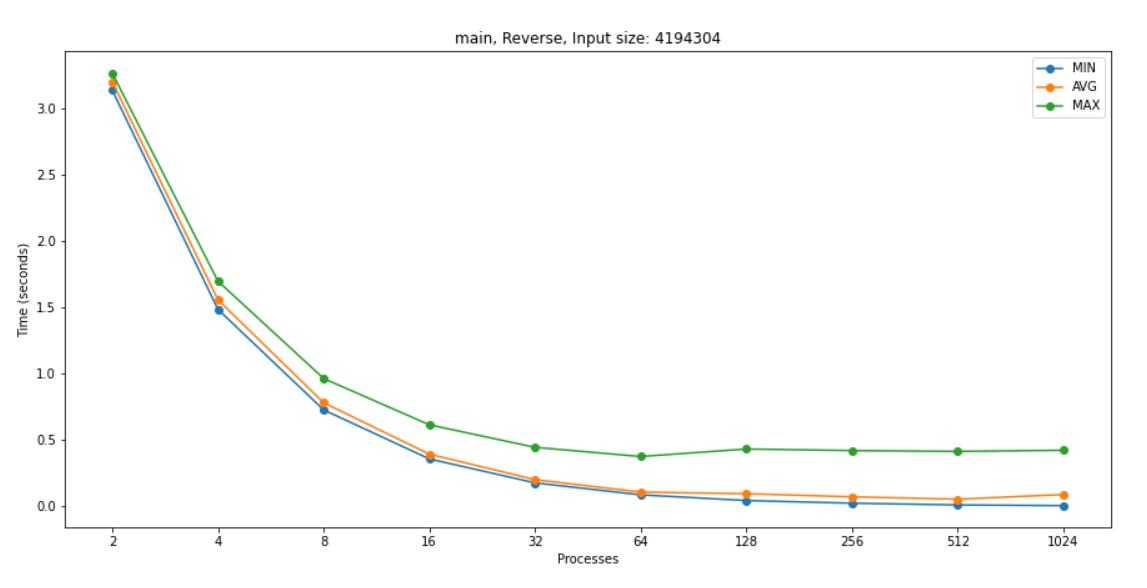 main, Reverse, Input size: 4194304
MIN
AVG
MAX
Time (seconds)
3.0
2.5
2.0
1.5
1.0
0.5
0.0
2 4 8 16 32 64 128 256 512 1024
Processes